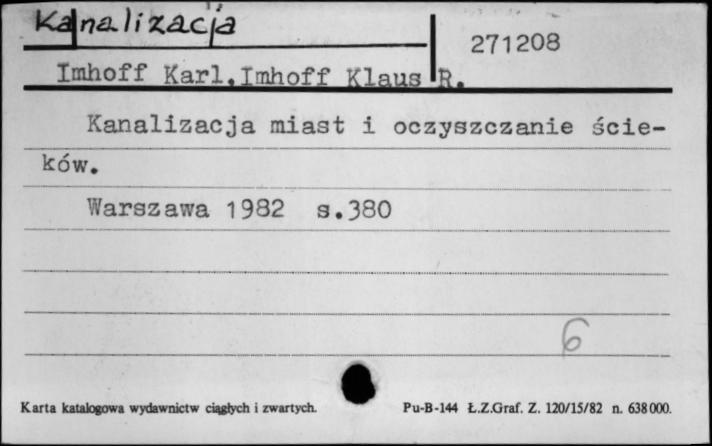 Kanalizacja
271208
Imhoff Karl.Imhoff Klaus R.
Kanalizacja miast i oczyszczanie ście-
ków.
Warszawa 1982 s.380
6
Karta katalogowa wydawnictw ciągłych i zwartych. Pu-B-144 Ł.Z.Graf. Z. 120/15/82 n. 638000.